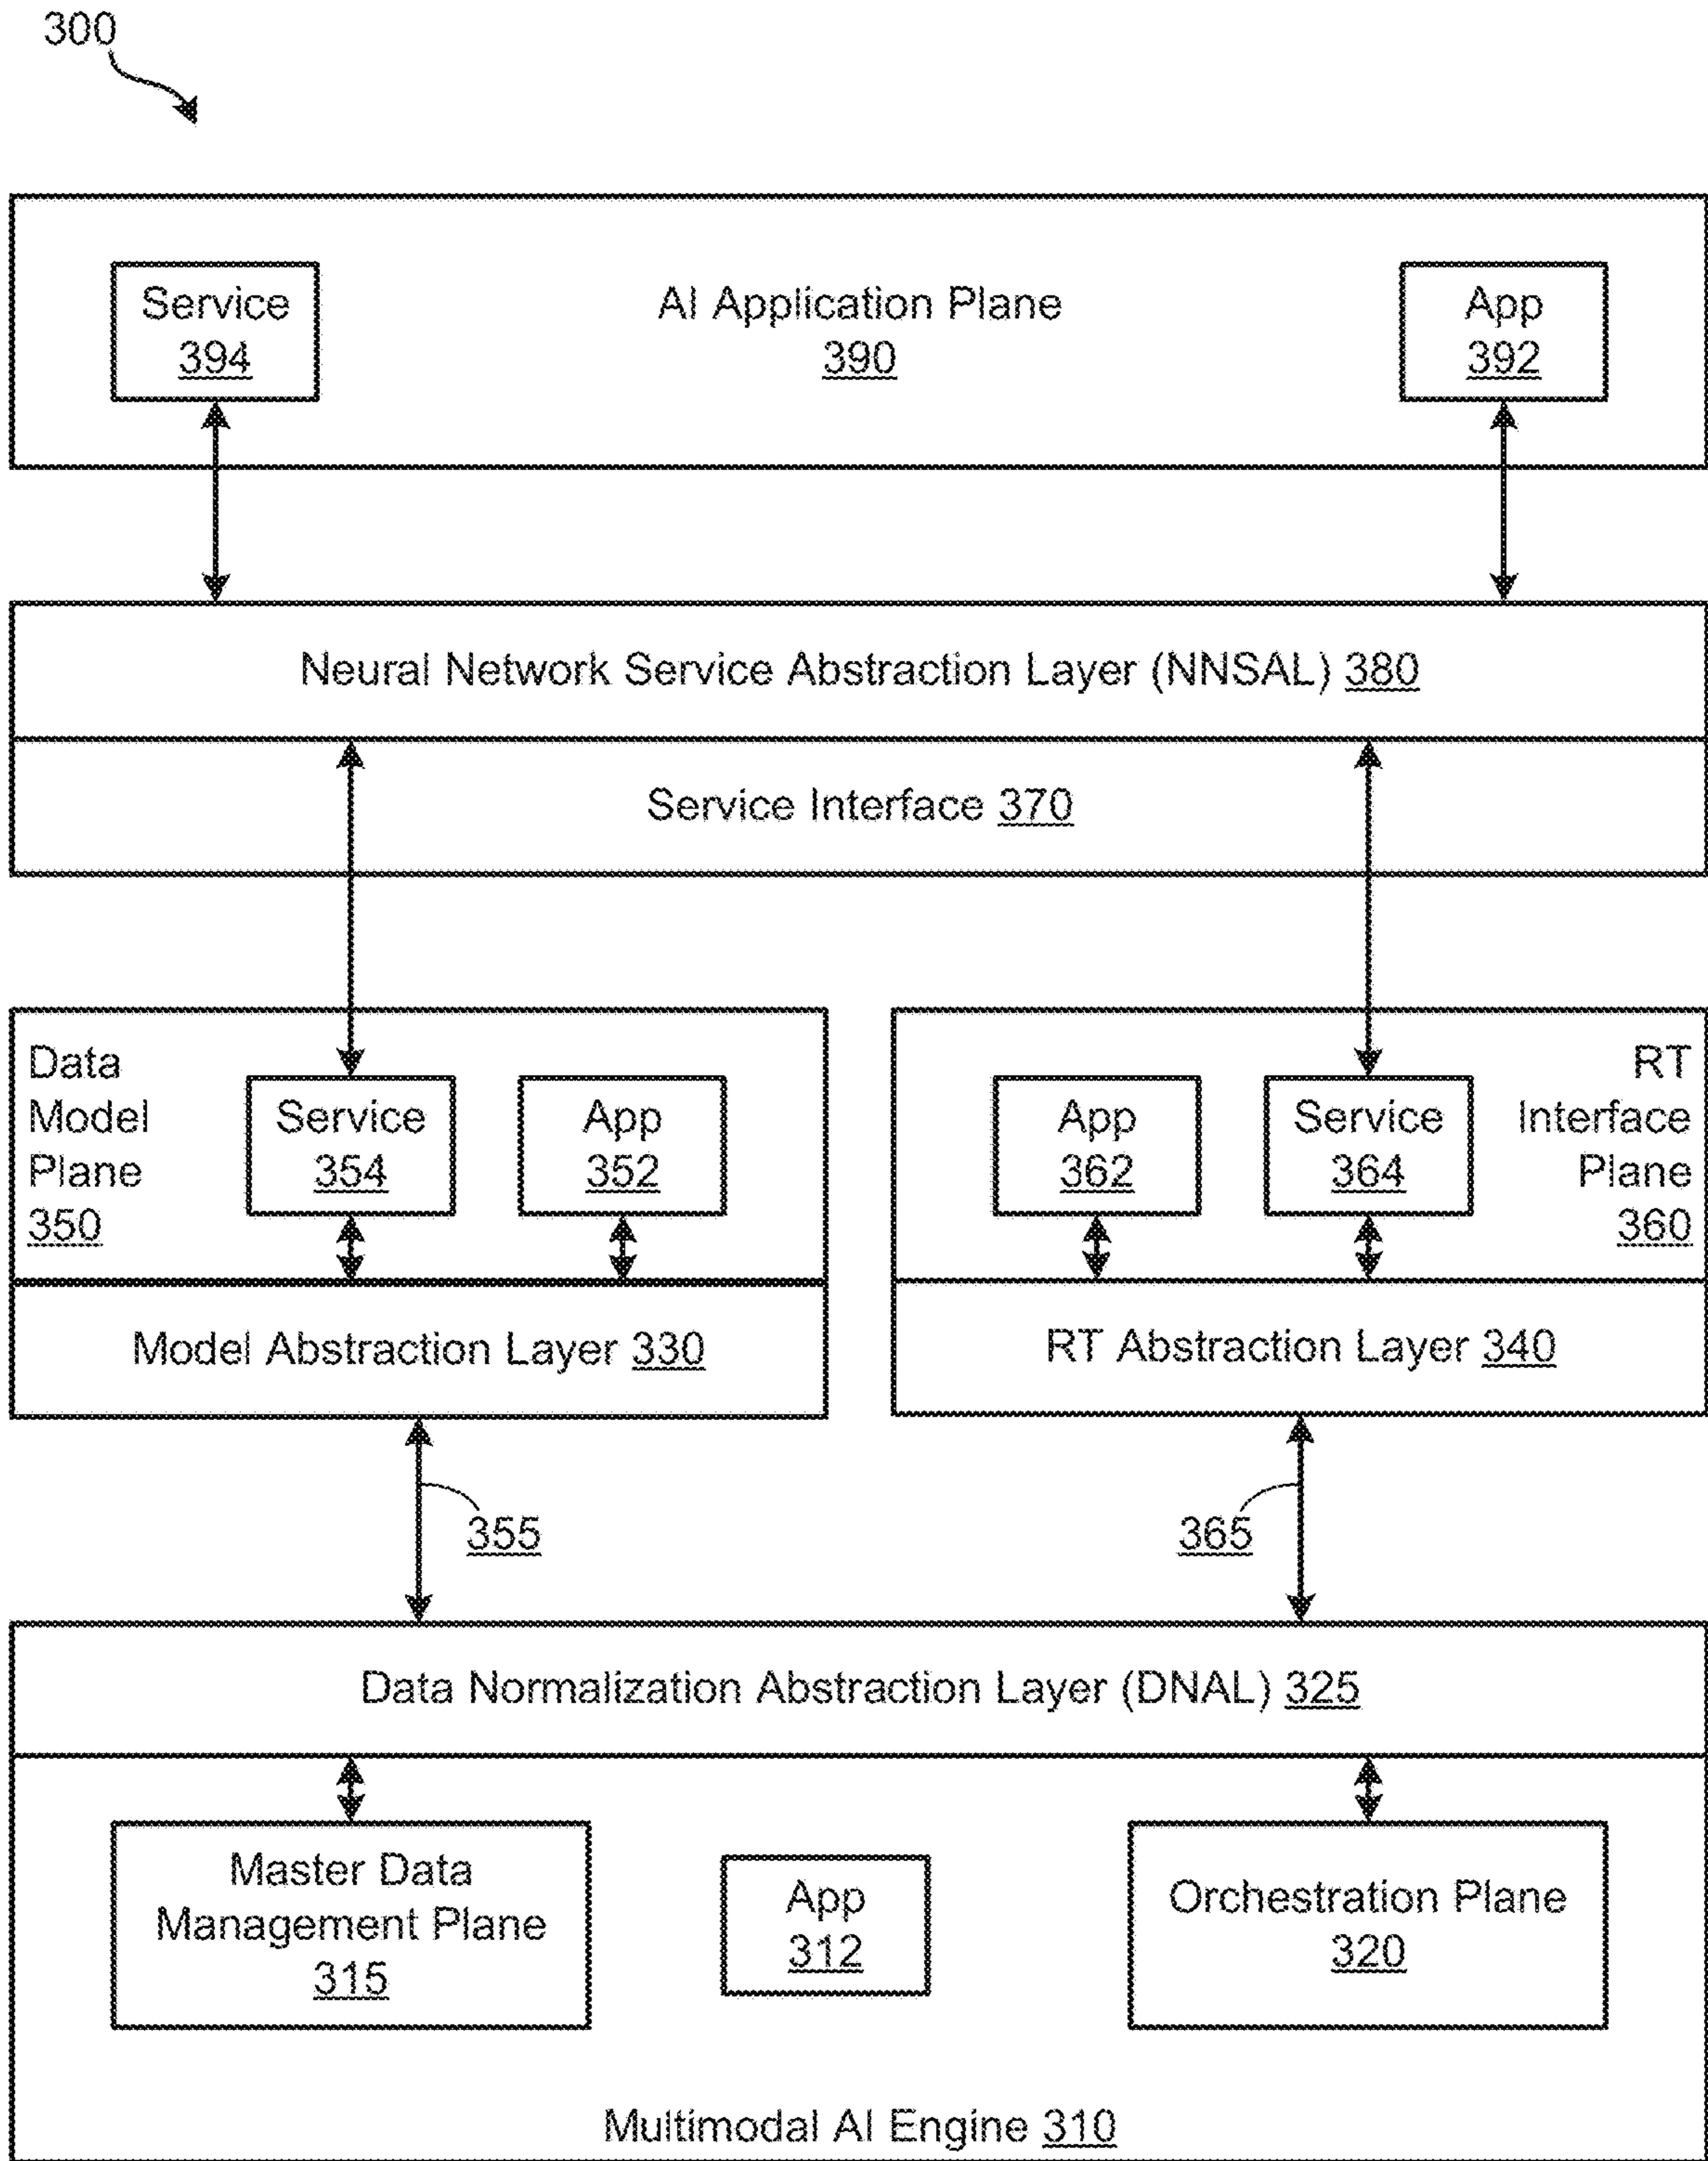 300
Service
394
AI Application Plane
390
App
392
Neural Network Service Abstraction Layer (NNSAL) 380
Service Interface 370
Data
Model
Plane
350
Service
354
App
352
App
362
Service
364
RT
Interface
Plane
360
Model Abstraction Layer 330
RT Abstraction Layer 340
355
365
Data Normalization Abstraction Layer (DNAL) 325
Master Data
Management Plane
315
App
312
Orchestration Plane
320
Multimodal AI Engine 310